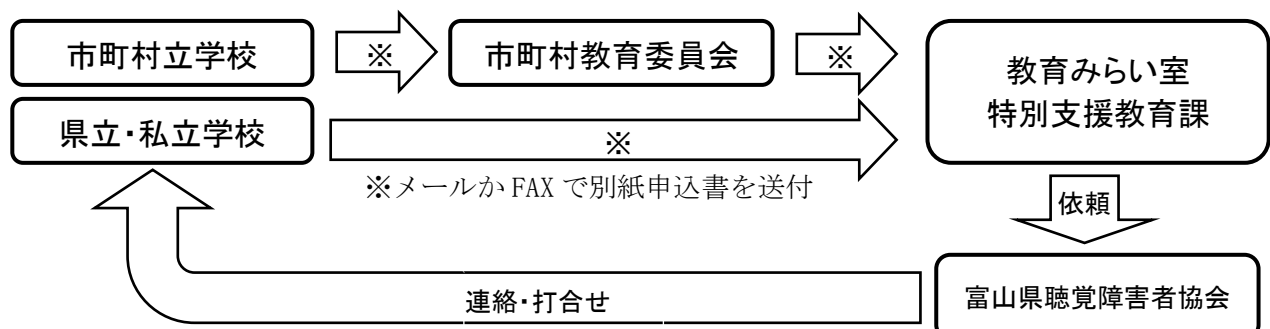 市町村立学校
※
市町村教育委員会
※
教育みらい室
特別支援教育課
県立・私立学校
※
※メールか FAX で別紙申込書を送付
依頼
連絡・打合せ
富山県聴覚障害者協会